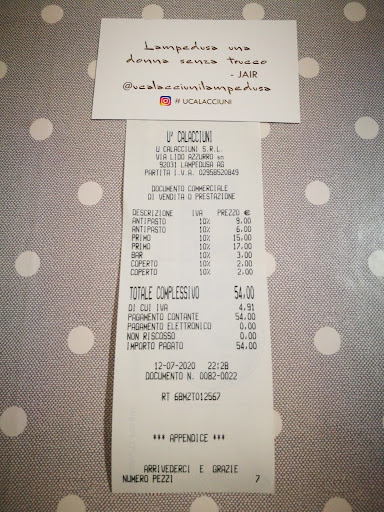 Lampedusa una
donna senza trucco
- JAIR
@ucalacciunilampedusa
# UCALACCIUNI
U' CALACCIUNI
U CALACCIUNI S.R.L.
VIA LIDO AZZURRO sn
92031 LAMPEDUSA AG
PARTITA I.V.A. 02958520849
DOCUMENTO COMMERCIALE
DI VENDITA O PRESTAZIONE
DESCRIZIONE IVA PREZZO €
ANTIPASTO 10% 9,00
ANTIPASTO 10% 6,00
PRIMO 10% 15,00
PRIMO 10% 17,00
BAR 10% 3,00
COPERTO 10% 2,00
COPERTO 10% 2,00
TOTALE COMPLESSIVO 54,00
DI CUI IVA 4,91
PAGAMENTO CONTANTE 54,00
PAGAMENTO ELETTRONICO 0,00
NON RISCOSSO 0,00
IMPORTO PAGATO 54,00
12-07-2020 22:28
DOCUMENTO N. 0082-0022
RT 6BMZT012567
*** APPENDICE ***
ARRIVEDERCI E GRAZIE
NUMERO PEZZI 7